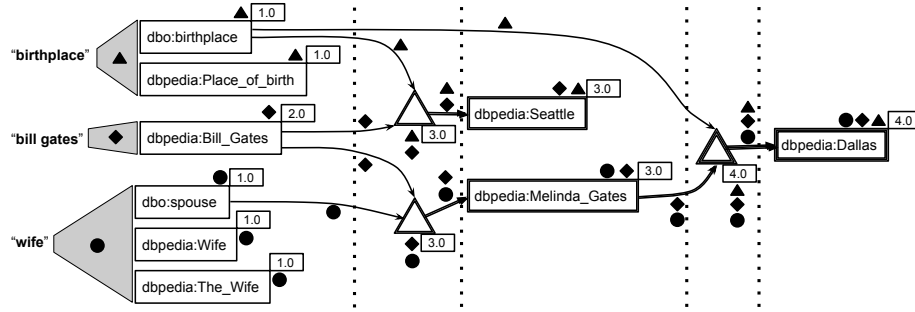 1.0
dbo:birthplace
"birthplace"
1.0
dbpedia:Place_of_birth
2.0
"bill gates"
dbpedia:Bill_Gates
3.0
3.0
dbpedia:Seattle
4.0
dbpedia:Dallas
1.0
dbo:spouse
3.0
dbpedia:Melinda_Gates
4.0
3.0
"wife"
1.0
dbpedia:Wife
1.0
dbpedia:The_Wife